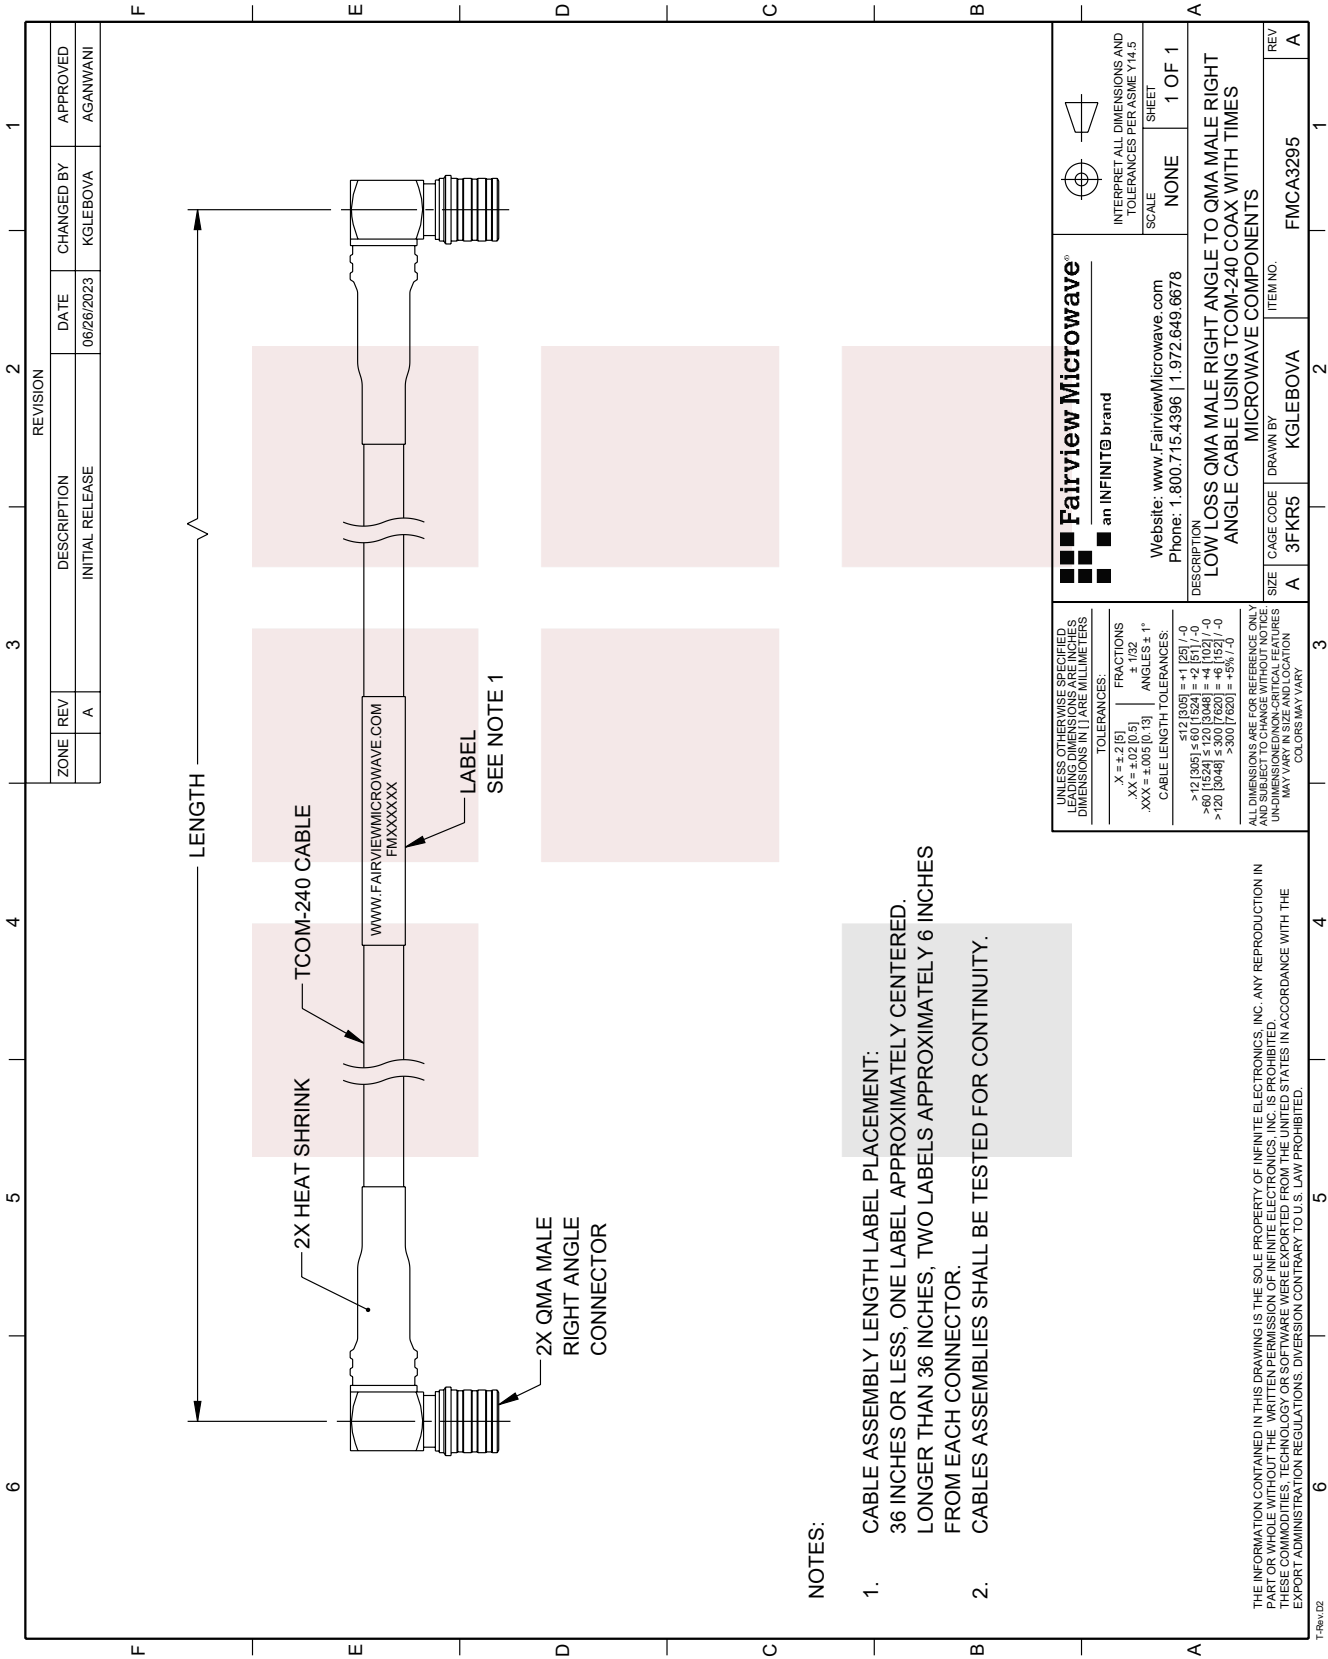 6
5
4
3
2
1
F
E
D
C
B
A
REVISION
ZONE
REV
DESCRIPTION
DATE
CHANGED BY
APPROVED
A
INITIAL RELEASE
06/26/2023
KGLEBOVA
AGANWANI
LENGTH
2X HEAT SHRINK
TCOM-240 CABLE
WWW.FAIRVIEWMICROWAVE.COM
FMXXXXXX
LABEL
SEE NOTE 1
2X QMA MALE
RIGHT ANGLE
CONNECTOR
NOTES:
1. CABLE ASSEMBLY LENGTH LABEL PLACEMENT:
36 INCHES OR LESS, ONE LABEL APPROXIMATELY CENTERED.
LONGER THAN 36 INCHES, TWO LABELS APPROXIMATELY 6 INCHES
FROM EACH CONNECTOR.
2. CABLES ASSEMBLIES SHALL BE TESTED FOR CONTINUITY.
THE INFORMATION CONTAINED IN THIS DRAWING IS THE SOLE PROPERTY OF INFINITE ELECTRONICS, INC. ANY REPRODUCTION IN
PART OR WHOLE WITHOUT THE WRITTEN PERMISSION OF INFINITE ELECTRONICS, INC. IS PROHIBITED.
THESE COMMODITIES, TECHNOLOGY OR SOFTWARE WERE EXPORTED FROM THE UNITED STATES IN ACCORDANCE WITH THE
EXPORT ADMINISTRATION REGULATIONS. DIVERSION CONTRARY TO U.S. LAW PROHIBITED.
UNLESS OTHERWISE SPECIFIED
LEADING DIMENSIONS ARE INCHES
DIMENSIONS IN [ ] ARE MILLIMETERS
TOLERANCES:
.X = ±.2 [5]
.XX = ±.02 [0.5]
.XXX = ±.005 [0.13]
FRACTIONS
± 1/32
ANGLES ± 1°
CABLE LENGTH TOLERANCES:
≤12 [305] = +1 [25] / -0
>12 [305] ≤ 60 [1524] = +2 [51] / -0
>60 [1524] ≤ 120 [3048] = +4 [102] / -0
>120 [3048] ≤ 300 [7620] = +6 [152] / -0
>300 [7620] = +5% / -0
ALL DIMENSIONS ARE FOR REFERENCE ONLY
AND SUBJECT TO CHANGE WITHOUT NOTICE.
UN-DIMENSIONED/NON-CRITICAL FEATURES
MAY VARY IN SIZE AND LOCATION
COLORS MAY VARY
Fairview Microwave®
an INFINIT℮ brand
Website: www.FairviewMicrowave.com
Phone: 1.800.715.4396 | 1.972.649.6678
INTERPRET ALL DIMENSIONS AND
TOLERANCES PER ASME Y14.5
SCALE
NONE
SHEET
1 OF 1
DESCRIPTION
LOW LOSS QMA MALE RIGHT ANGLE TO QMA MALE RIGHT
ANGLE CABLE USING TCOM-240 COAX WITH TIMES
MICROWAVE COMPONENTS
SIZE
A
CAGE CODE
3FKR5
DRAWN BY
KGLEBOVA
ITEM NO.
FMCA3295
REV
A
F
E
D
C
B
A
T-Rev.D2
6
5
4
3
2
1